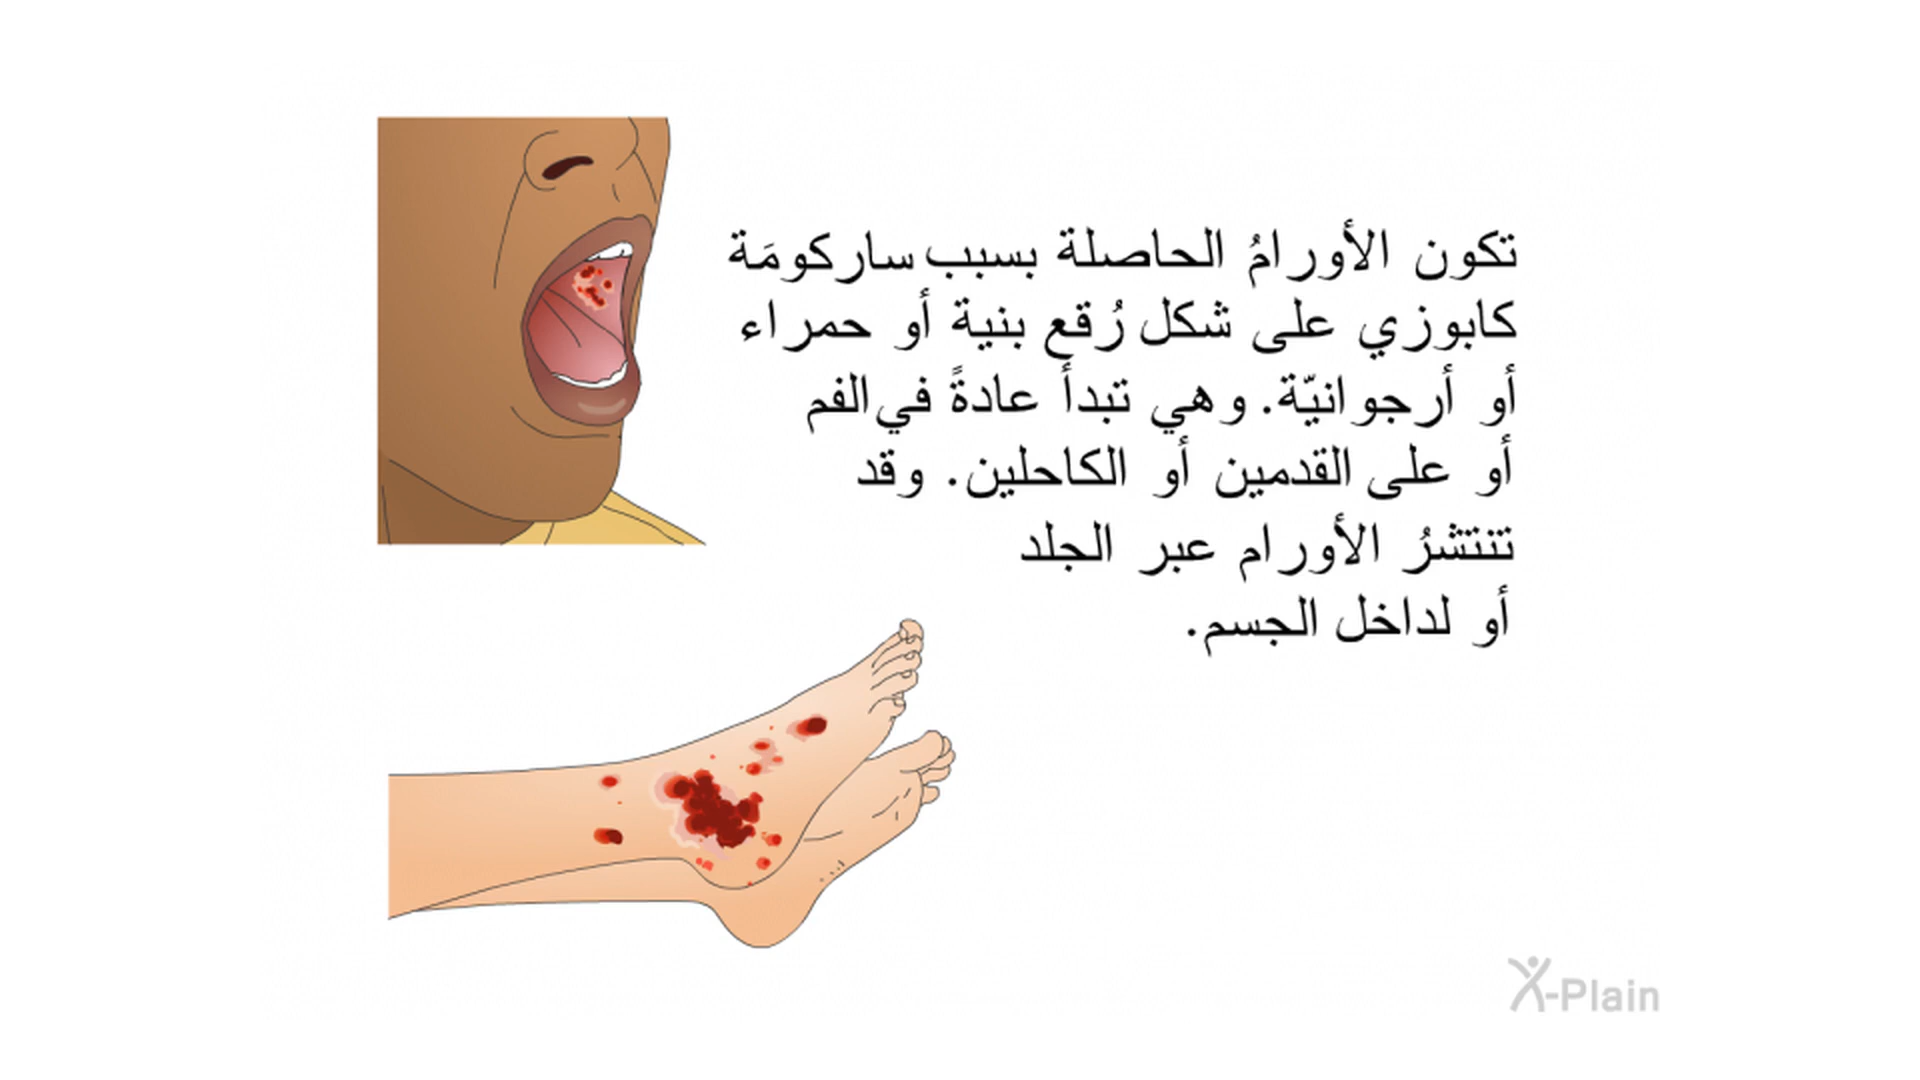 تكون الأورامُ الحاصلة بسبب ساركومَة
كابوزي على شكل رُقع بنية أو حمراء
أو أرجوانيّة. وهي تبدأ عادةً في الفم
أو على القدمين أو الكاحلين. وقد
تنتشرُ الأورام عبر الجلد
أو لداخل الجسم.
X-Plain